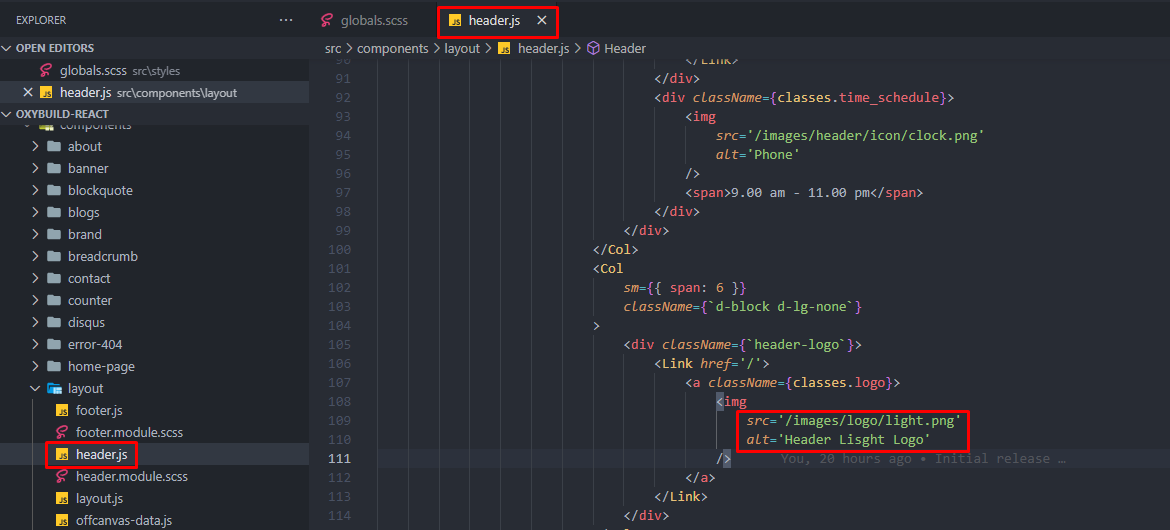 EXPLORER ···
OPEN EDITORS
globals.scss src\styles
header.js src\components\layout
OXYBUILD-REACT
components
about
banner
blockquote
blogs
brand
breadcrumb
contact
counter
disqus
error-404
home-page
layout
footer.js
footer.module.scss
header.js
header.module.scss
layout.js
offcanvas-data.js
globals.scss
header.js
src > components > layout > header.js > Header
90 </Link>
91 </div>
92 <div className={classes.time_schedule}>
93 <img
94 src='/images/header/icon/clock.png'
95 alt='Phone'
96 />
97 <span>9.00 am - 11.00 pm</span>
98 </div>
99 </div>
100 </Col>
101 <Col
102 sm={{ span: 6 }}
103 className={`d-block d-lg-none`}
104 >
105 <div className={`header-logo`}>
106 <Link href='/'>
107 <a className={classes.logo}>
108 <img
109 src='/images/logo/light.png'
110 alt='Header Lisght Logo'
111 /> You, 20 hours ago • Initial release …
112 </a>
113 </Link>
114 </div>